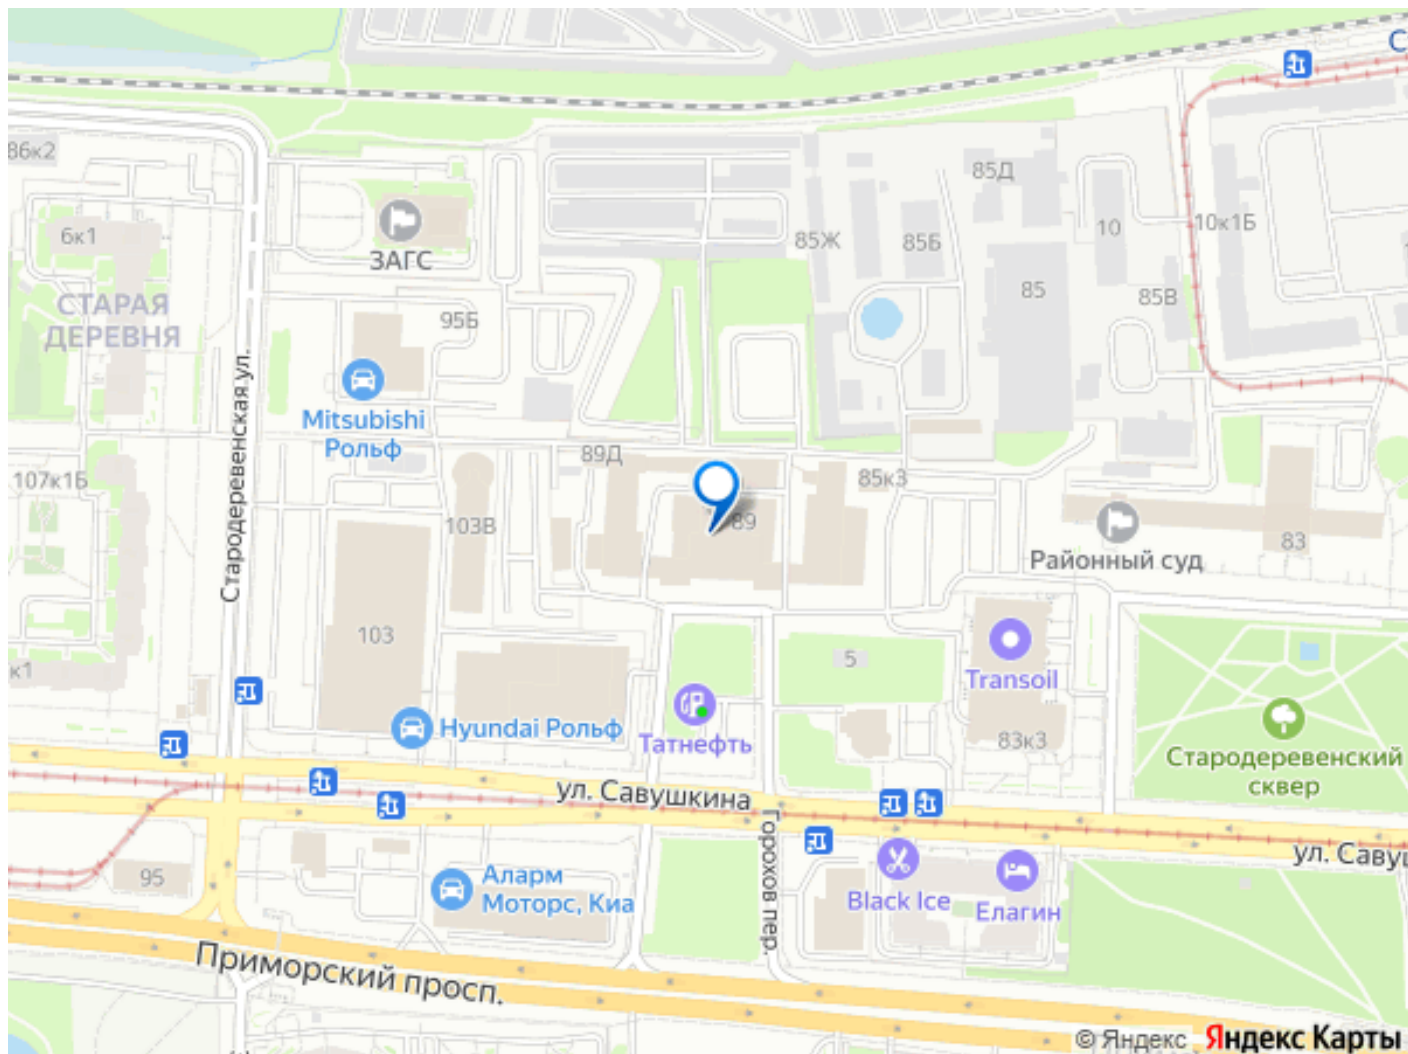 С
86к2
85Д
6к1
10к1Б
10
85Ж
85Б
ЗАГС
85
85В
СТАРАЯ
ДЕРЕВНЯ
95Б
Стародеревенская ул.
Mitsubishi
Рольф
89Д
107к1Б
85к3
103В
89
83
Районный суд
103
5
к1
Transoil
Hyundai Рольф
Татнефть
83к3
Стародеревенский
сквер
ул. Савушкина
Горохов пер.
ул. Савуш
95
Аларм
Моторс, Киа
Black Ice
Елагин
Приморский просп.
© Яндекс Яндекс Карты